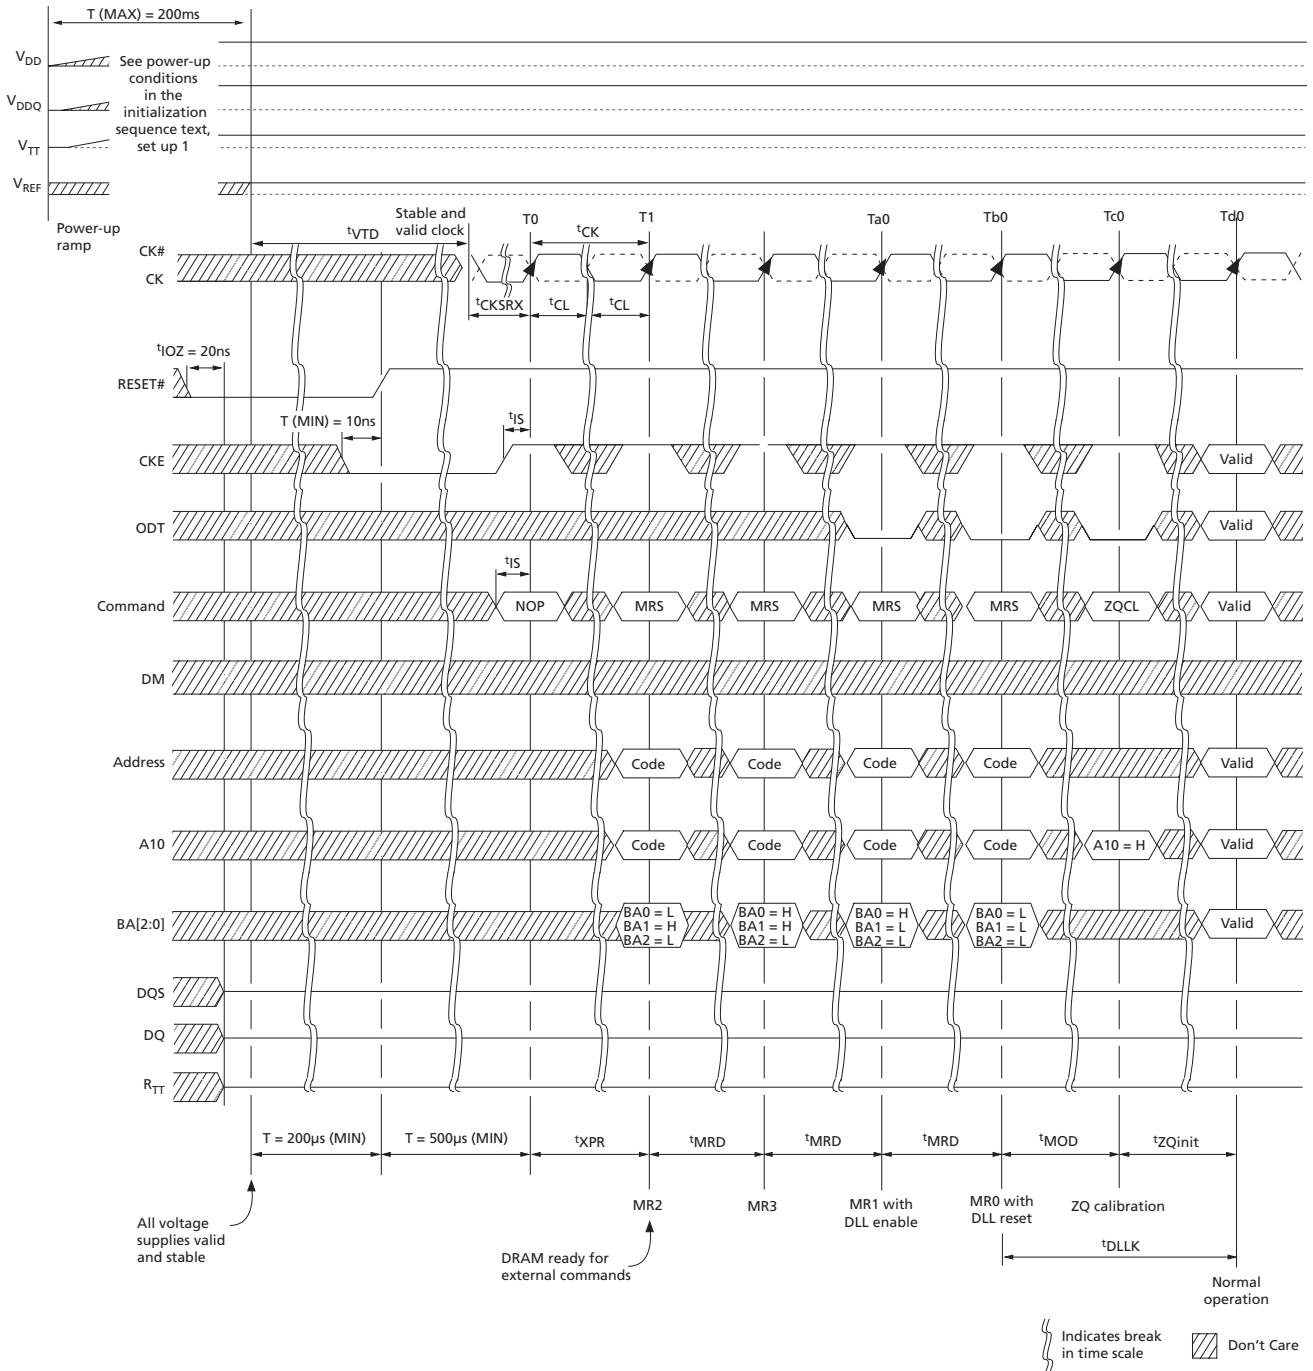 T (MAX) = 200ms
VDD
See power-up
conditions
in the
initialization
sequence text,
set up 1
VDDQ
VTT
VREF
Power-up
ramp
Stable and
valid clock
T0
T1
Ta0
Tb0
Tc0
Td0
tVTD
tCK
CK#
CK
tCKSRX
tCL
tCL
tIOZ = 20ns
RESET#
T (MIN) = 10ns
tIS
CKE
Valid
ODT
Valid
tIS
Command
NOP
MRS
MRS
MRS
MRS
ZQCL
Valid
DM
Address
Code
Code
Code
Code
Valid
A10
Code
Code
Code
Code
A10 = H
Valid
BA[2:0]
BA0 = L
BA1 = H
BA2 = L
BA0 = H
BA1 = H
BA2 = L
BA0 = H
BA1 = L
BA2 = L
BA0 = L
BA1 = L
BA2 = L
Valid
DQS
DQ
RTT
T = 200µs (MIN)
T = 500µs (MIN)
tXPR
tMRD
tMRD
tMRD
tMOD
tZQinit
MR2
MR3
MR1 with
DLL enable
MR0 with
DLL reset
ZQ calibration
All voltage
supplies valid
and stable
DRAM ready for
external commands
tDLLK
Normal
operation
Indicates break
in time scale
Don't Care